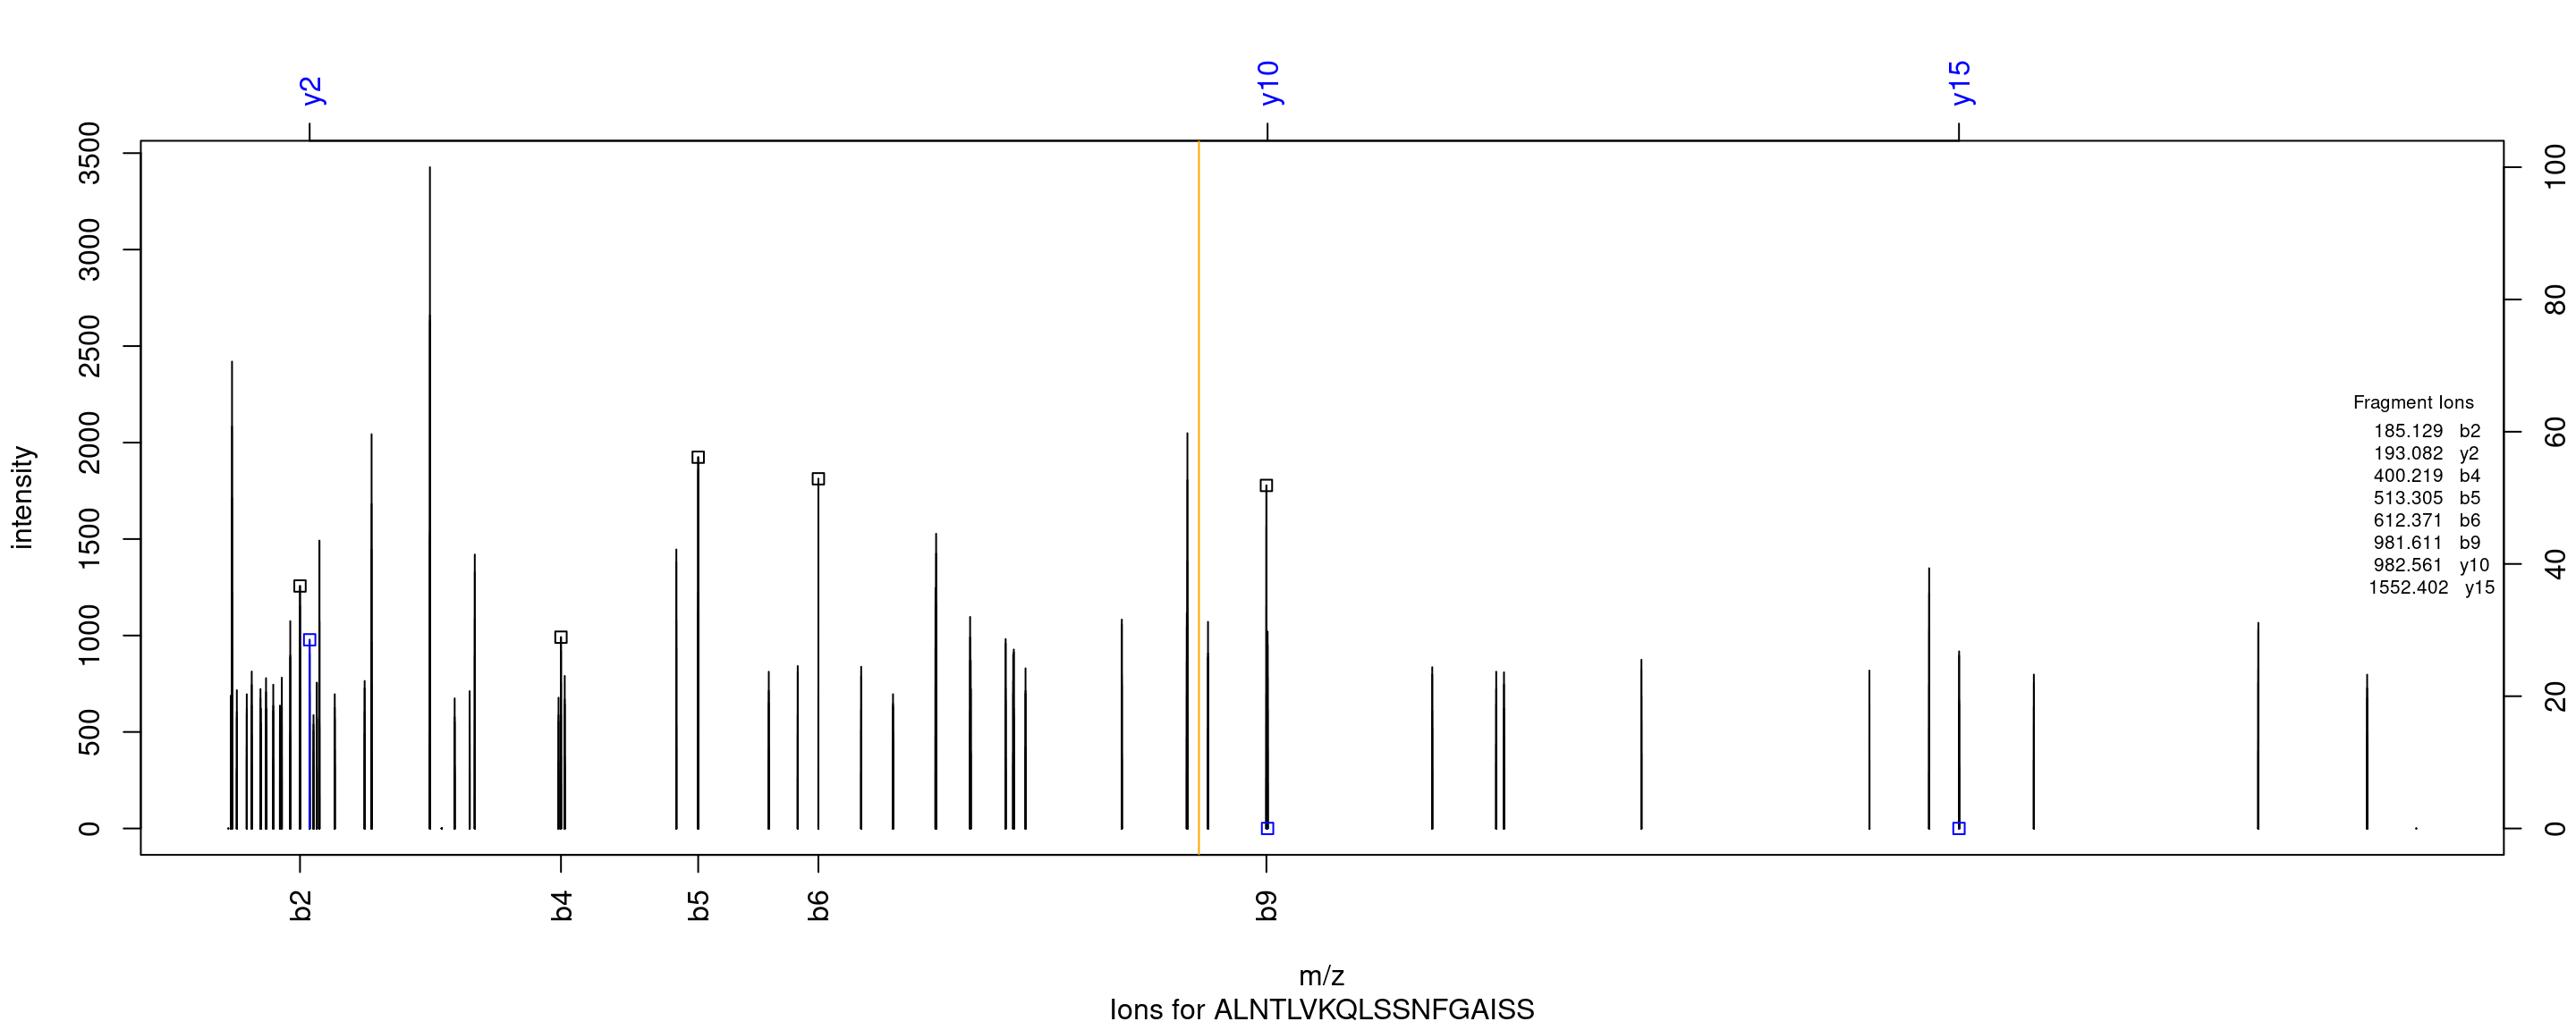 y2 y10 y15
3500
3000
2500
2000
1500
1000
500
0
intensity
100
80
60
40
20
0
Fragment Ions
185.129 b2
193.082 y2
400.219 b4
513.305 b5
612.371 b6
981.611 b9
982.561 y10
1552.402 y15
b2 b4 b5 b6 b9
m/z
Ions for ALNTLVKQLSSNFGAISS